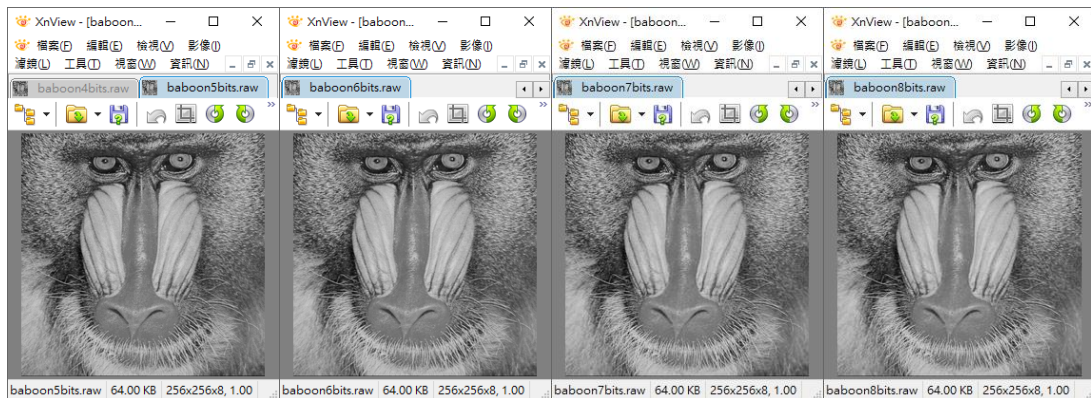 XnView - [baboon...
檔案(F) 編輯(E) 檢視(V) 影像(I)
濾鏡(L) 工具(T) 視窗(W) 資訊(N)
baboon4bits.raw baboon5bits.raw
baboon5bits.raw 64.00 KB 256x256x8, 1.00
XnView - [baboon...
檔案(F) 編輯(E) 檢視(V) 影像(I)
濾鏡(L) 工具(T) 視窗(W) 資訊(N)
baboon6bits.raw
baboon6bits.raw 64.00 KB 256x256x8, 1.00
XnView - [baboon...
檔案(F) 編輯(E) 檢視(V) 影像(I)
濾鏡(L) 工具(T) 視窗(W) 資訊(N)
baboon7bits.raw
baboon7bits.raw 64.00 KB 256x256x8, 1.00
XnView - [baboon...
檔案(F) 編輯(E) 檢視(V) 影像(I)
濾鏡(L) 工具(T) 視窗(W) 資訊(N)
baboon8bits.raw
baboon8bits.raw 64.00 KB 256x256x8, 1.00